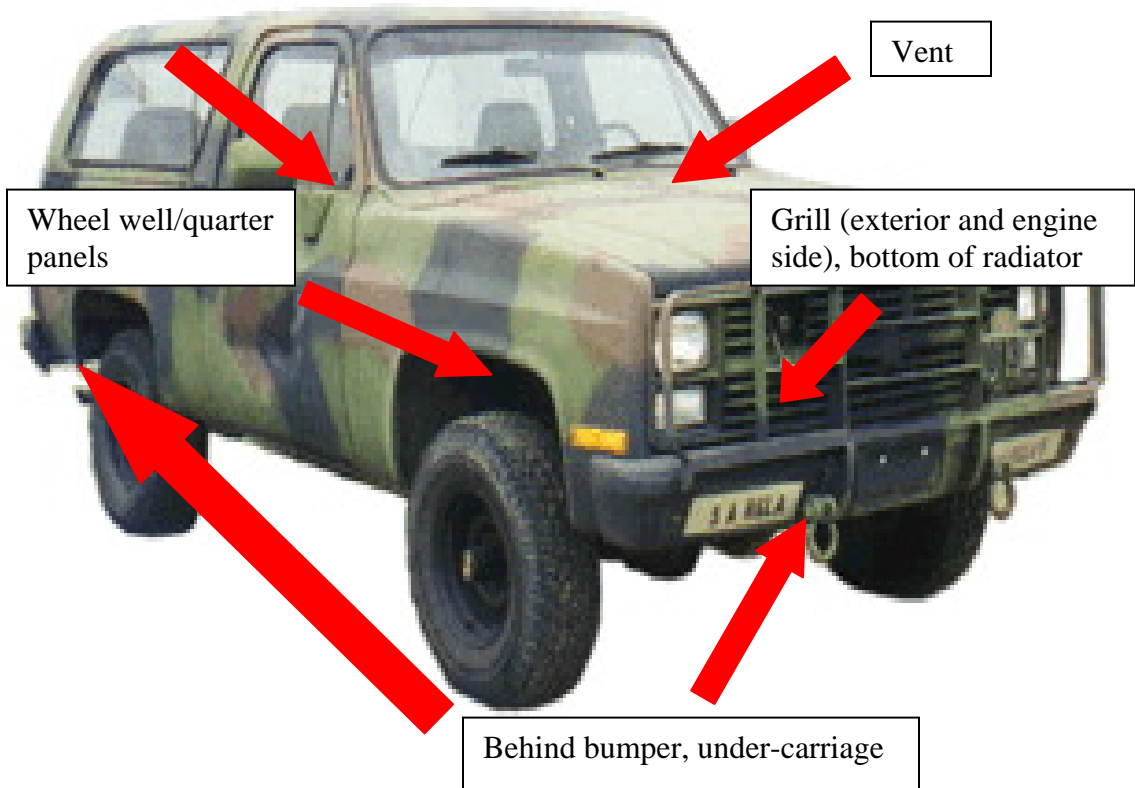 Vent
Wheel well/quarter
panels
Grill (exterior and engine
side), bottom of radiator
Behind bumper, under-carriage